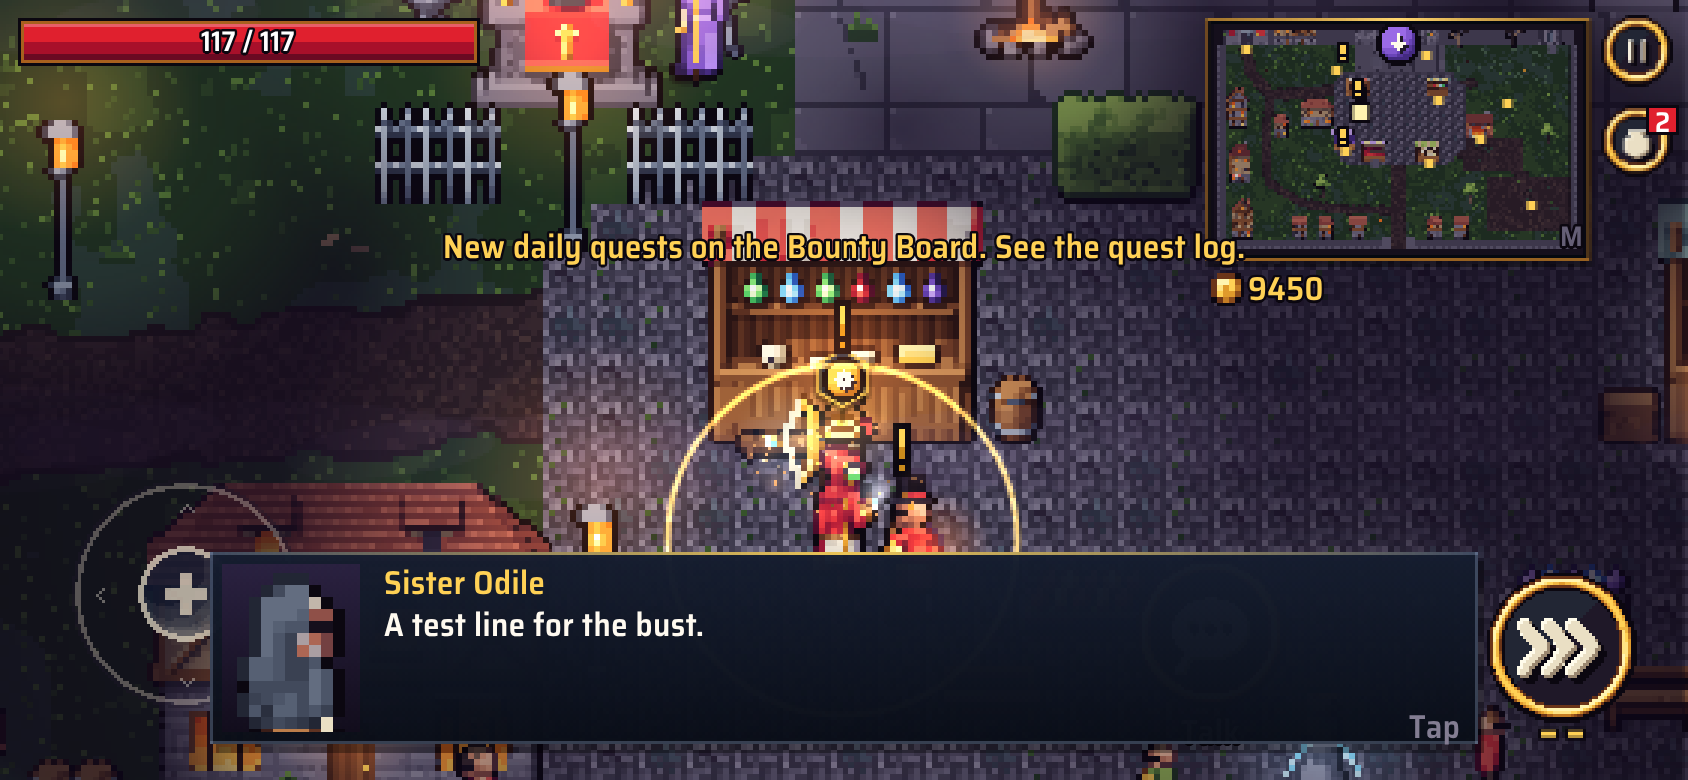 117 / 117
2
New daily quests on the Bounty Board. See the quest log.
M
9450
Sister Odile
A test line for the bust.
Tap